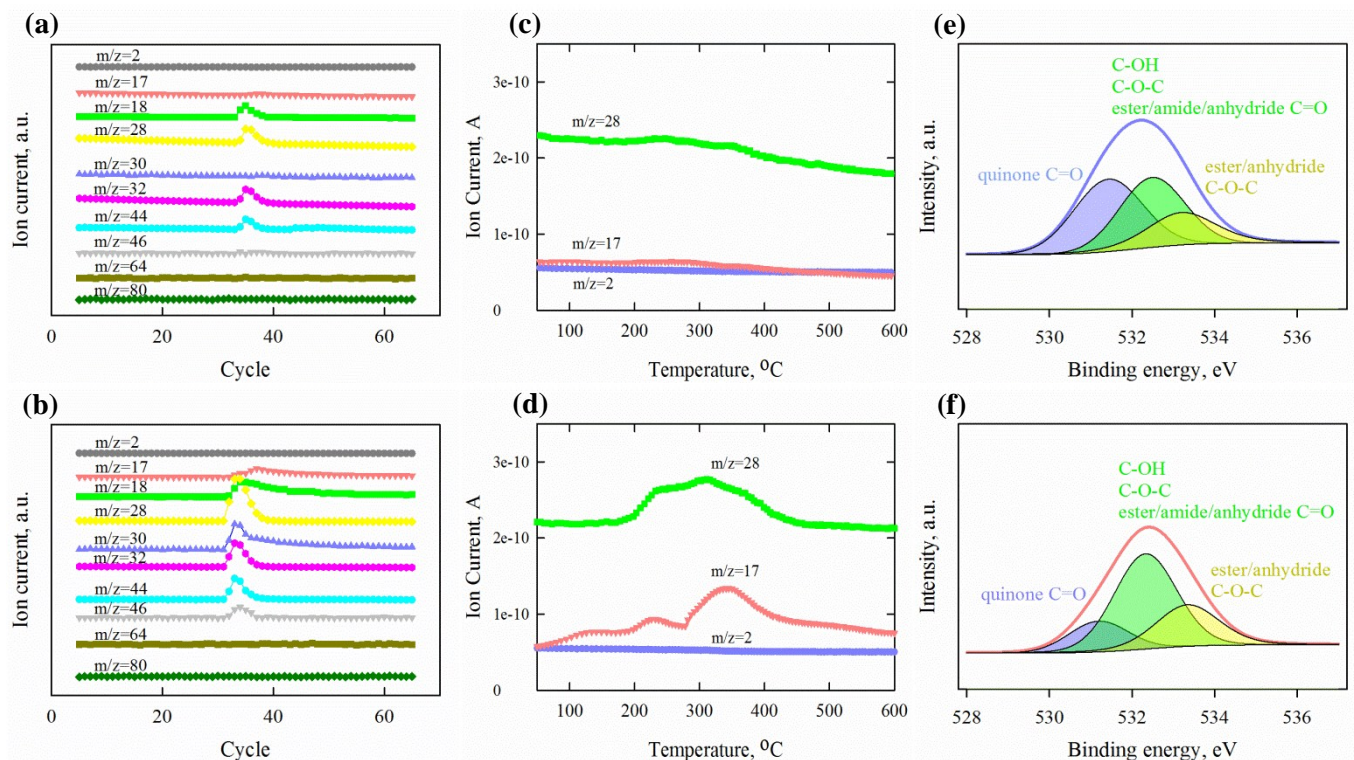 (a)
m/z=2
m/z=17
m/z=18
m/z=28
m/z=30
m/z=32
m/z=44
m/z=46
m/z=64
m/z=80
Ion current, a.u.
0 20 40 60
Cycle
(c)
3e-10
2e-10
1e-10
0
m/z=28
m/z=17
m/z=2
Ion Current, A
100 200 300 400 500 600
Temperature, ⁰C
(e)
C-OH
C-O-C
ester/amide/anhydride C=O
quinone C=O
ester/anhydride
C-O-C
Intensity, a.u.
528 530 532 534 536
Binding energy, eV
(b)
m/z=2
m/z=17
m/z=18
m/z=28
m/z=30
m/z=32
m/z=44
m/z=46
m/z=64
m/z=80
Ion current, a.u.
0 20 40 60
Cycle
(d)
3e-10
2e-10
1e-10
0
m/z=28
m/z=17
m/z=2
Ion Current, A
100 200 300 400 500 600
Temperature, ⁰C
(f)
C-OH
C-O-C
ester/amide/anhydride C=O
quinone C=O
ester/anhydride
C-O-C
Intensity, a.u.
528 530 532 534 536
Binding energy, eV